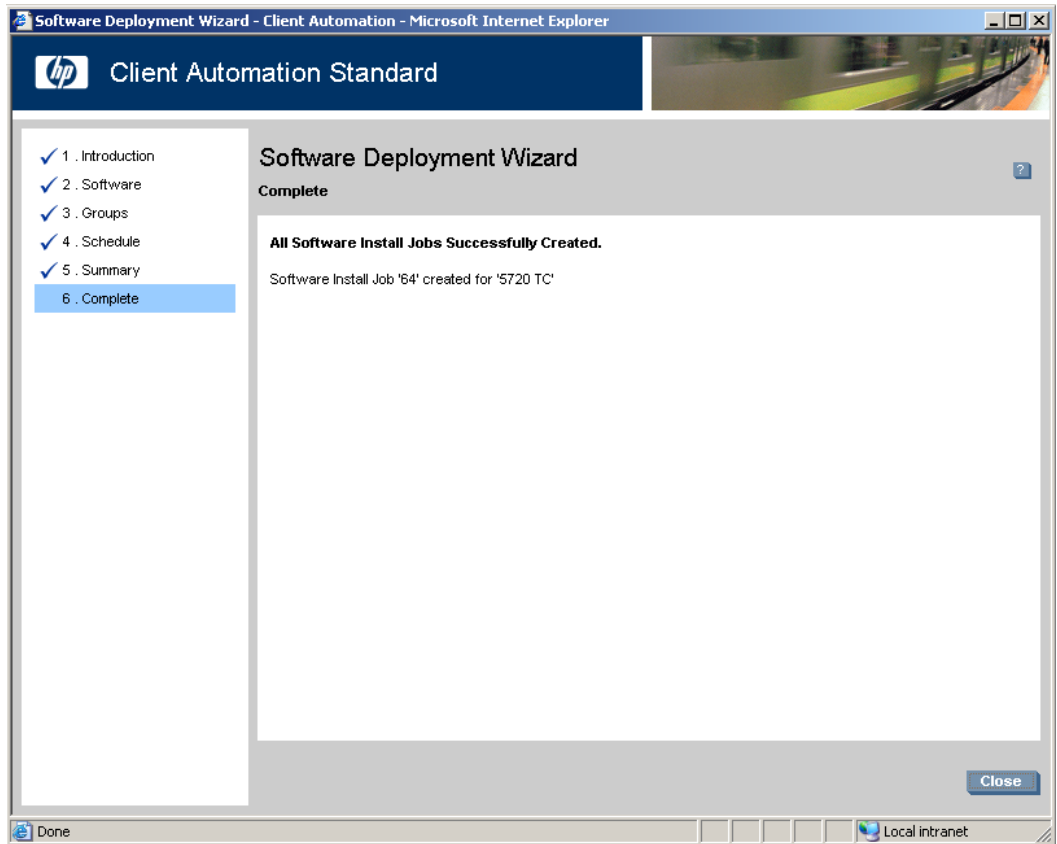 Software Deployment Wizard - Client Automation - Microsoft Internet Explorer
hp Client Automation Standard
1 . Introduction
2 . Software
3 . Groups
4 . Schedule
5 . Summary
6 . Complete
Software Deployment Wizard
?
Complete
All Software Install Jobs Successfully Created.
Software Install Job '64' created for '5720 TC'
Close
Done
Local intranet